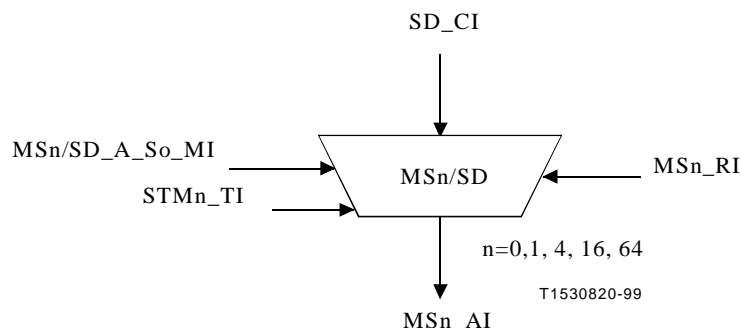 SD_CI
MSn/SD_A_So_MI
MSn/SD
MSn_RI
STMn_TI
n=0,1, 4, 16, 64
T1530820-99
MSn_AI